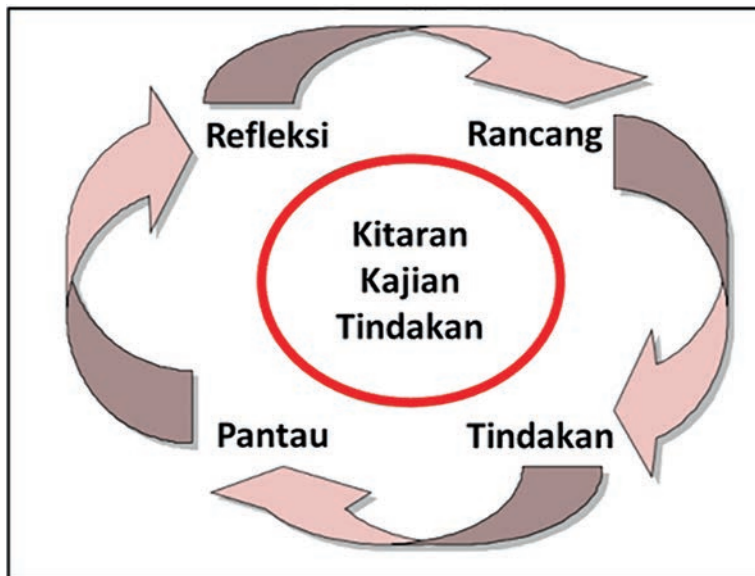 Refleksi
Rancang
Kitaran
Kajian
Tindakan
Pantau
Tindakan